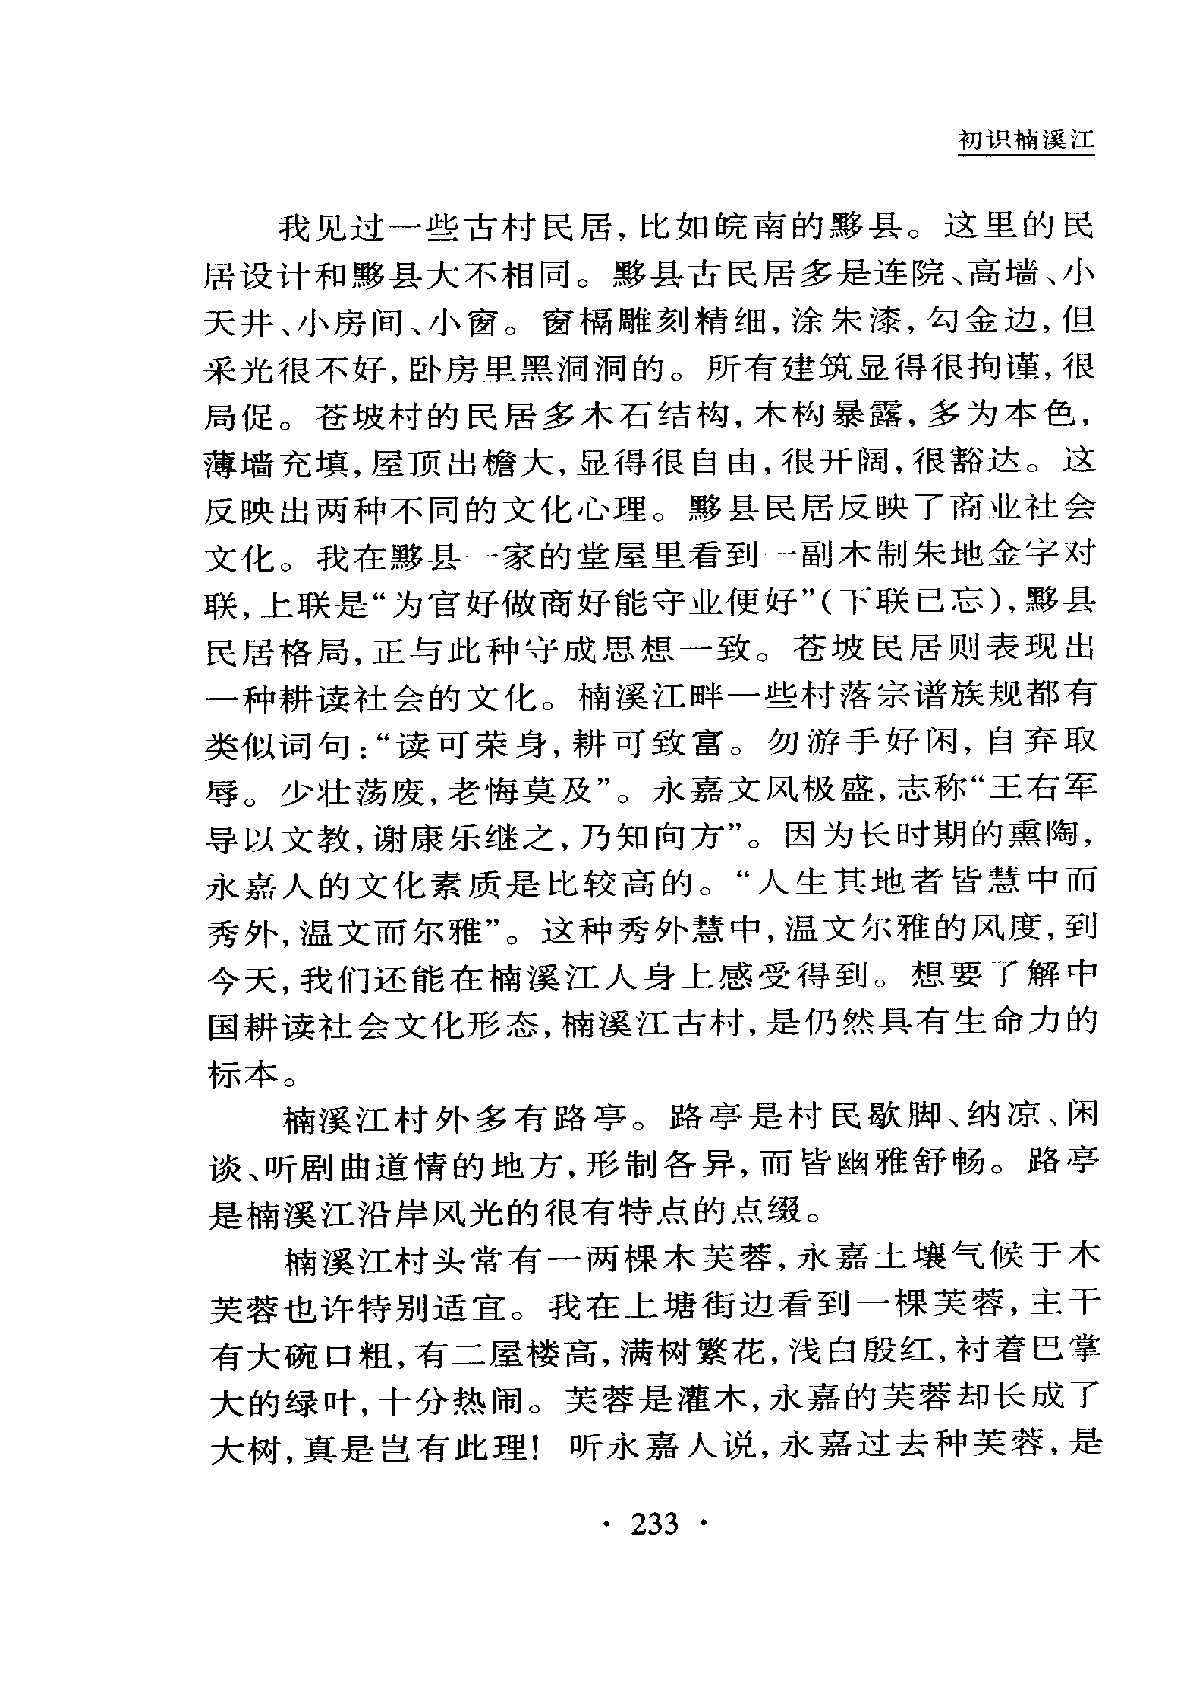 初识楠溪江
我见过一些古村民居，比如皖南的黟县。这里的民
居设计和黟县大不相同。黟县古民居多是连院、高墙、小
天井、小房间、小窗。窗槅雕刻精细，涂朱漆，勾金边，但
采光很不好，卧房里黑洞洞的。所有建筑显得很拘谨，很
局促。苍坡村的民居多木石结构，木构暴露，多为本色，
薄墙充填，屋顶出檐大，显得很自由，很开阔，很豁达。这
反映出两种不同的文化心理。黟县民居反映了商业社会
文化。我在黟县一家的堂屋里看到一副木制朱地金字对
联，上联是“为官好做商好能守业便好”（下联已忘），黟县
民居格局，正与此种守成思想一致。苍坡民居则表现出
一种耕读社会的文化。楠溪江畔一些村落宗谱族规都有
类似词句：“读可荣身，耕可致富。勿游手好闲，自弃取
辱。少壮荡废，老悔莫及”。永嘉文风极盛，志称“王右军
导以文教，谢康乐继之，乃知向方”。因为长时期的熏陶，
永嘉人的文化素质是比较高的。“人生其地者皆慧中而
秀外，温文而尔雅”。这种秀外慧中，温文尔雅的风度，到
今天，我们还能在楠溪江人身上感受得到。想要了解中
国耕读社会文化形态，楠溪江古村，是仍然具有生命力的
标本。
楠溪江村外多有路亭。路亭是村民歇脚、纳凉、闲
谈、听剧曲道情的地方，形制各异，而皆幽雅舒畅。路亭
是楠溪江沿岸风光的很有特点的点缀。
楠溪江村头常有一两棵木芙蓉，永嘉土壤气候于木
芙蓉也许特别适宜。我在上塘街边看到一棵芙蓉，主干
有大碗口粗，有二屋楼高，满树繁花，浅白殷红，衬着巴掌
大的绿叶，十分热闹。芙蓉是灌木，永嘉的芙蓉却长成了
大树，真是岂有此理！听永嘉人说，永嘉过去种芙蓉，是
· 233 ·